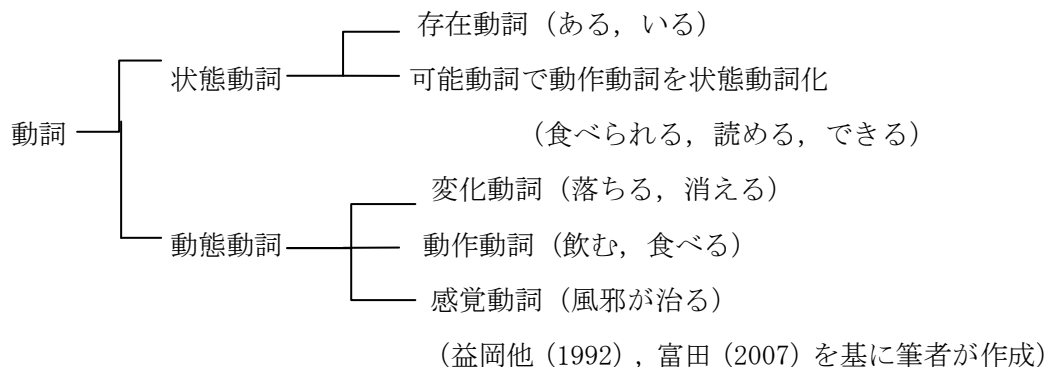 存在動詞（ある，いる）
状態動詞
可能動詞で動作動詞を状態動詞化
動詞
（食べられる，読める，できる）
変化動詞（落ちる，消える）
動態動詞
動作動詞（飲む，食べる）
感覚動詞（風邪が治る）
（益岡他（1992），富田（2007）を基に筆者が作成）